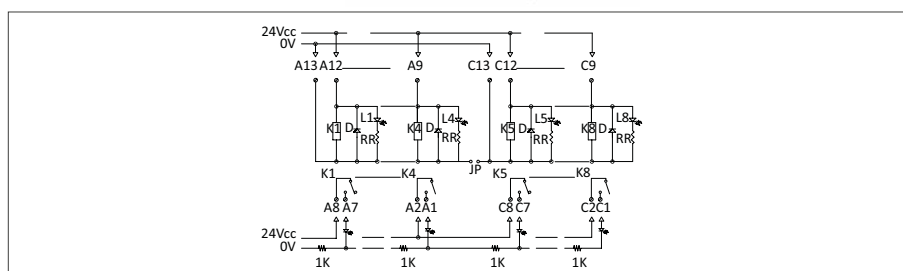 24Vcc
0V
A13 A12 A9 C13 C12 C9
L1 L4 L5 L8
K1 D K4 D K5 D K8 D
RR RR RR RR
JP
K1 K4 K5 K8
A8 A7 A2 A1 C8 C7 C2 C1
24Vcc
0V
1K 1K 1K 1K